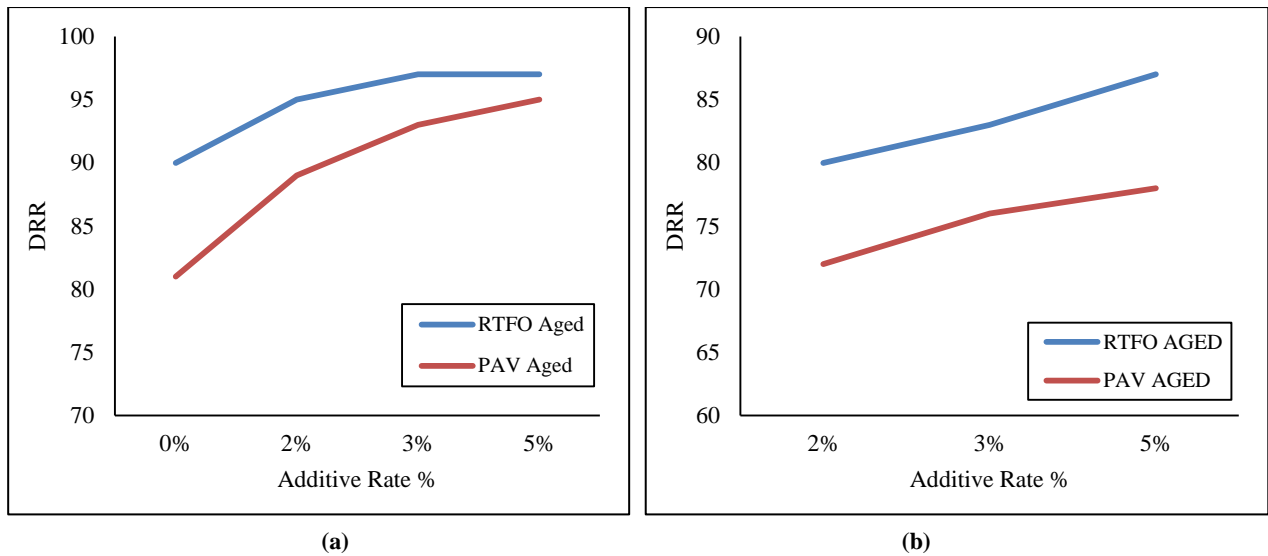 100
95
90
85
80
75
70
DRR
0% 2% 3% 5%
Additive Rate %
RTFO Aged
PAV Aged
(a)
90
85
80
75
70
65
60
DRR
2% 3% 5%
Additive Rate %
RTFO AGED
PAV AGED
(b)